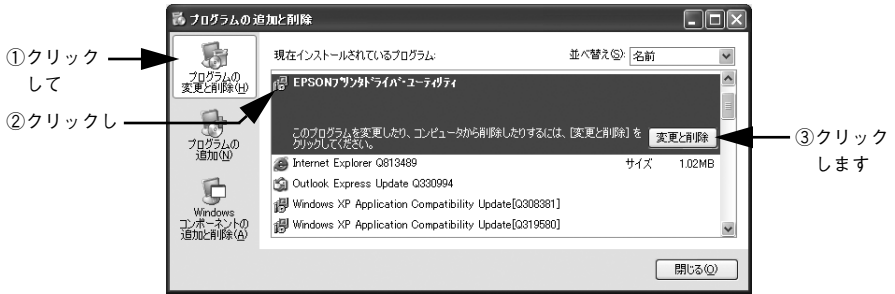 プログラムの追加と削除
①クリック
して
②クリックし
③クリック
します
プログラムの
変更と削除(H)
プログラムの
追加(N)
Windows
コンポーネントの
追加と削除(A)
現在インストールされているプログラム:
並べ替え(S): 名前
EPSONプリンタドライバ・ユーティリティ
このプログラムを変更したり、コンピュータから削除したりするには、[変更と削除] を
クリックしてください。
変更と削除
Internet Explorer Q813489 サイズ 1.02MB
Outlook Express Update Q330994
Windows XP Application Compatibility Update[Q308381]
Windows XP Application Compatibility Update[Q319580]
閉じる(O)